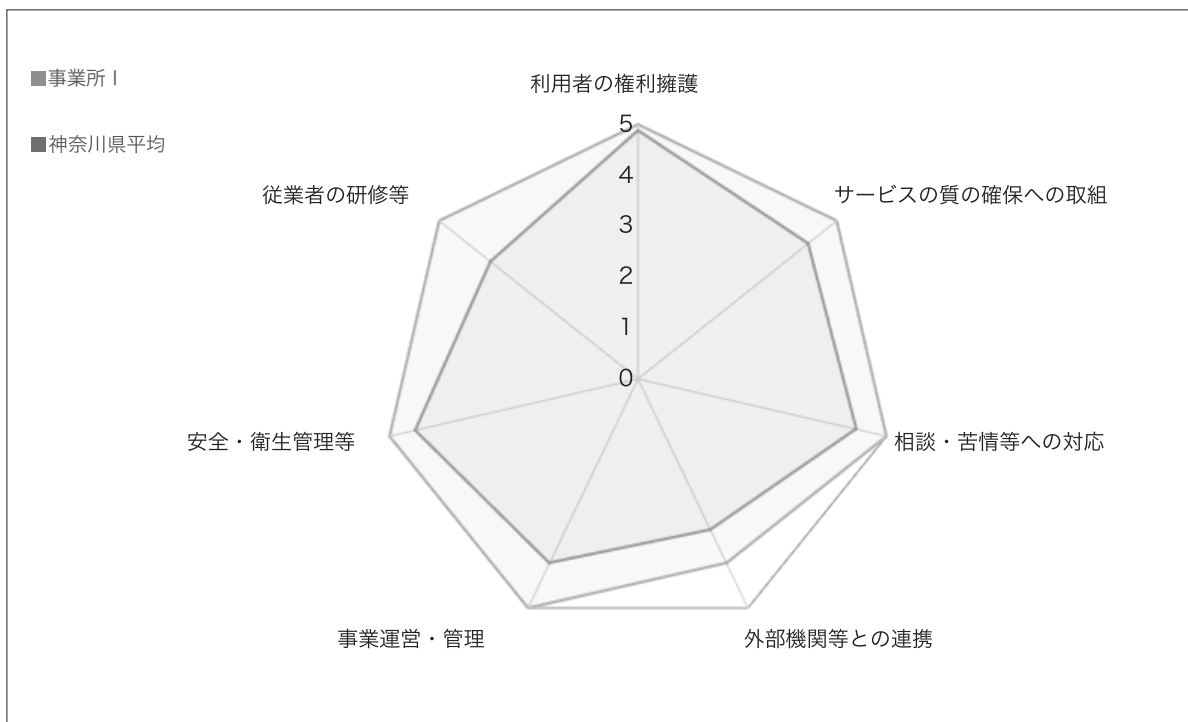 ■事業所 I
■神奈川県平均
利用者の権利擁護
サービスの質の確保への取組
相談・苦情等への対応
外部機関等との連携
事業運営・管理
安全・衛生管理等
従業者の研修等
5
4
3
2
1
0